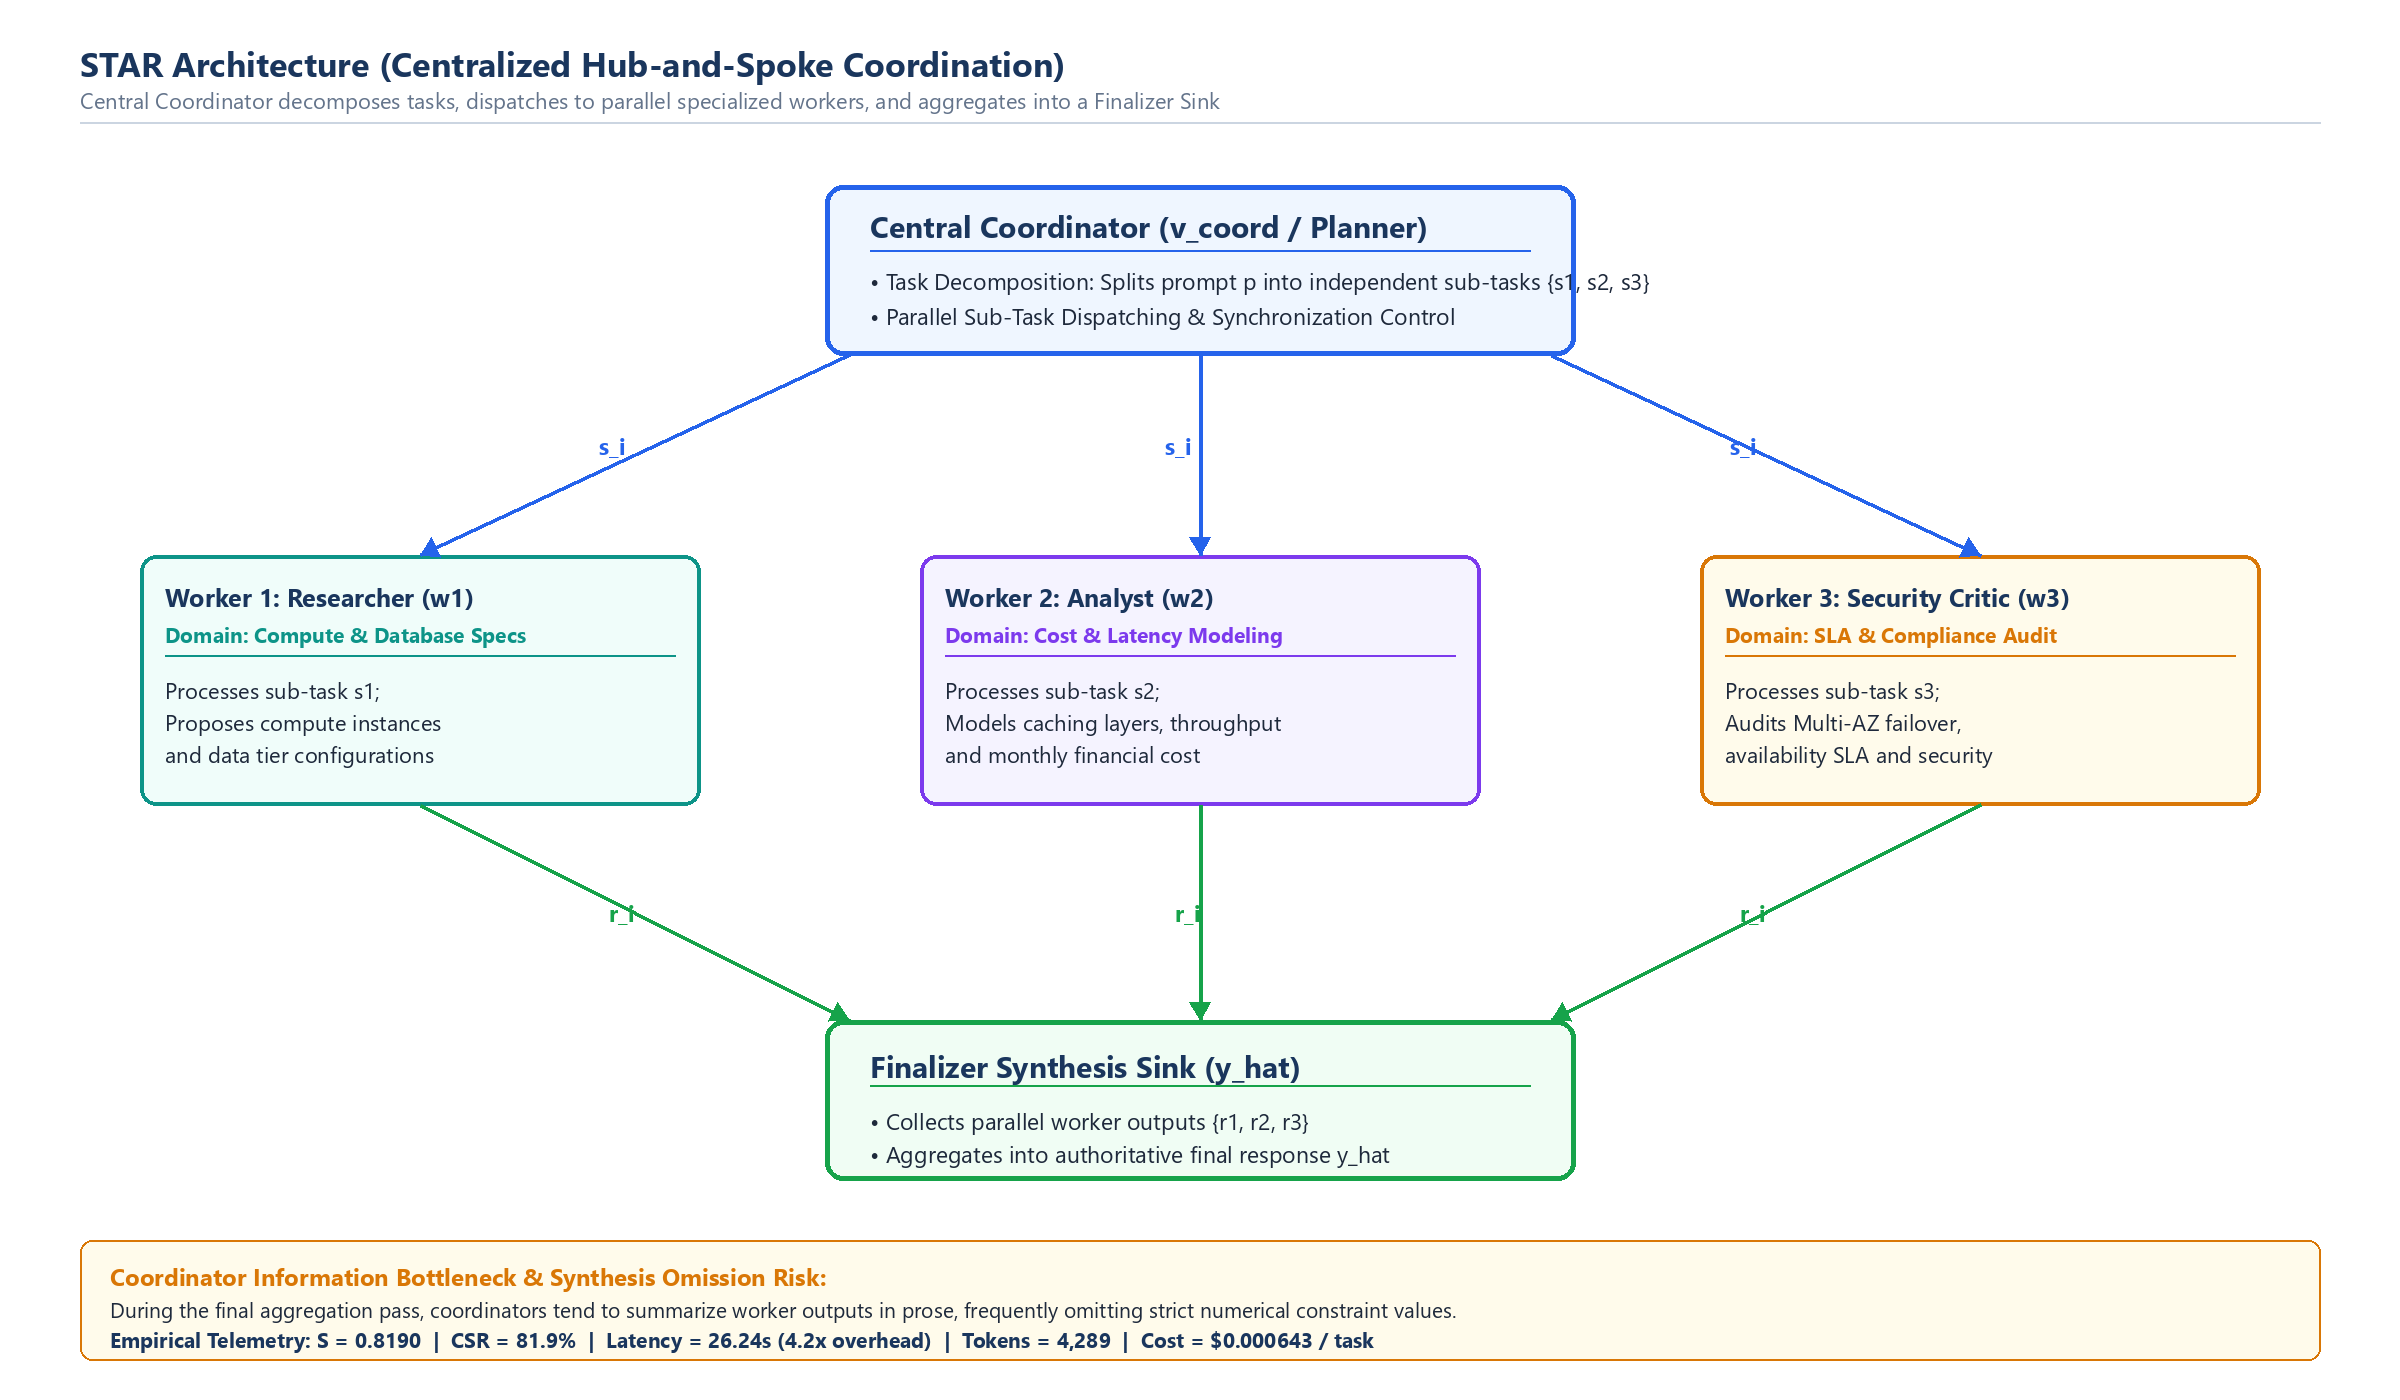 STAR Architecture (Centralized Hub-and-Spoke Coordination)
Central Coordinator decomposes tasks, dispatches to parallel specialized workers, and aggregates into a Finalizer Sink
Central Coordinator (v_coord / Planner)
• Task Decomposition: Splits prompt p into independent sub-tasks {s1, s2, s3}
• Parallel Sub-Task Dispatching & Synchronization Control
s_i
s_i
s_i
Worker 1: Researcher (w1)
Domain: Compute & Database Specs
Processes sub-task s1;
Proposes compute instances
and data tier configurations
Worker 2: Analyst (w2)
Domain: Cost & Latency Modeling
Processes sub-task s2;
Models caching layers, throughput
and monthly financial cost
Worker 3: Security Critic (w3)
Domain: SLA & Compliance Audit
Processes sub-task s3;
Audits Multi-AZ failover,
availability SLA and security
r_i
r_i
r_i
Finalizer Synthesis Sink (y_hat)
• Collects parallel worker outputs {r1, r2, r3}
• Aggregates into authoritative final response y_hat
Coordinator Information Bottleneck & Synthesis Omission Risk:
During the final aggregation pass, coordinators tend to summarize worker outputs in prose, frequently omitting strict numerical constraint values.
Empirical Telemetry: S = 0.8190 | CSR = 81.9% | Latency = 26.24s (4.2x overhead) | Tokens = 4,289 | Cost = $0.000643 / task